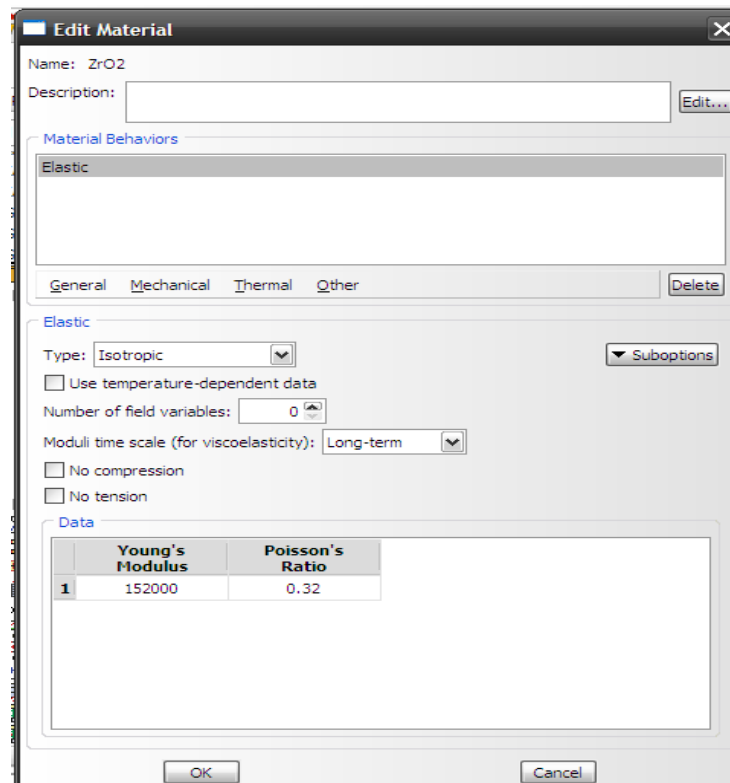 Edit Material
Name: ZrO2
Description:
Edit...
Material Behaviors
Elastic
General Mechanical Thermal Other
Delete
Elastic
Type: Isotropic
Suboptions
Use temperature-dependent data
Number of field variables: 0
Moduli time scale (for viscoelasticity): Long-term
No compression
No tension
Data
Young's Poisson's
Modulus Ratio
1 152000 0.32
OK Cancel